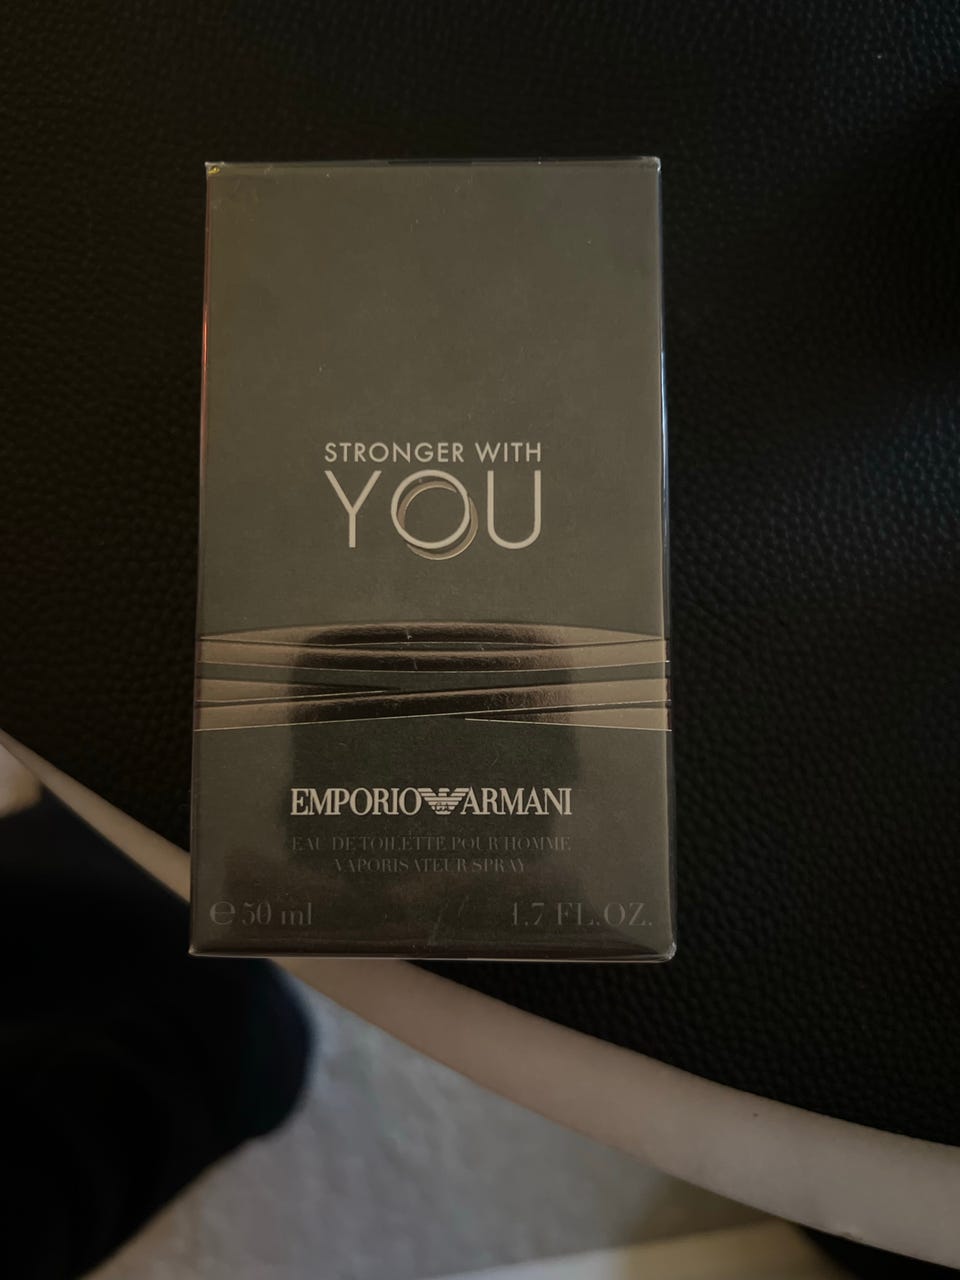 STRONGER WITH
YOU
EMPORIO ARMANI
EAU DE TOILETTE POUR HOMME
VAPORISATEUR SPRAY
℮ 50 ml 1.7 FL.OZ.